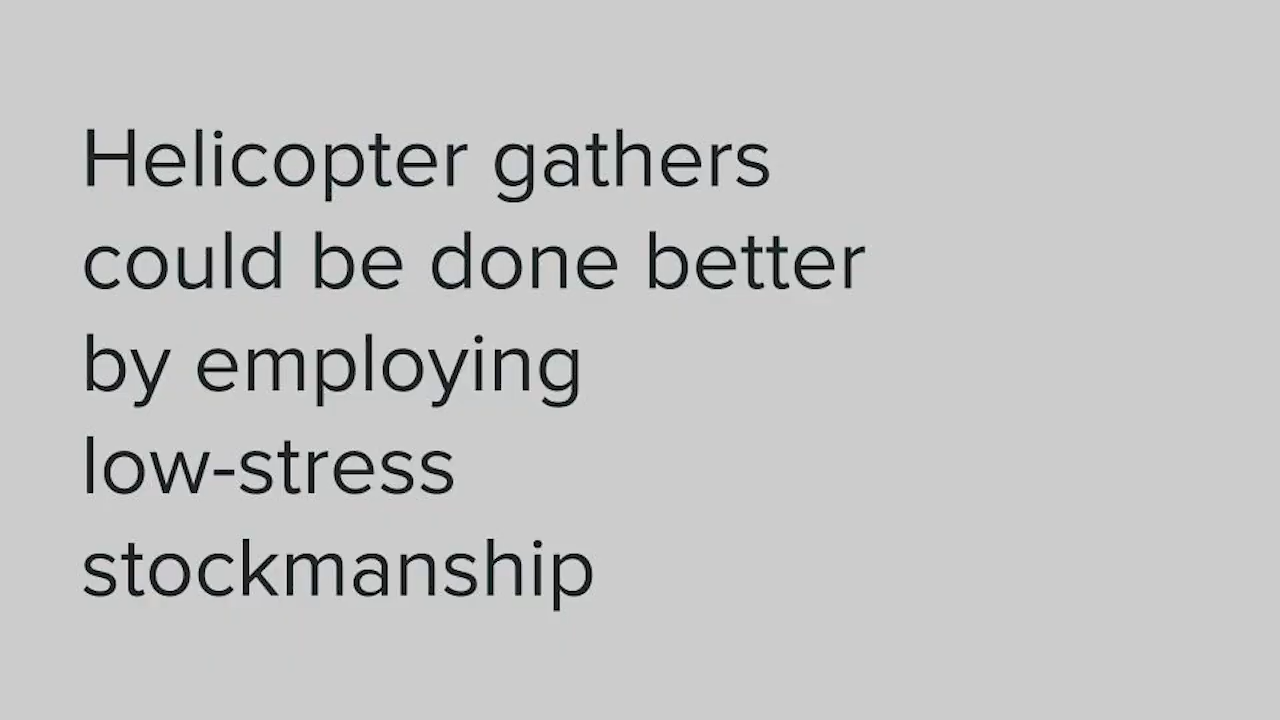 Helicopter gathers
could be done better
by employing
low-stress
stockmanship